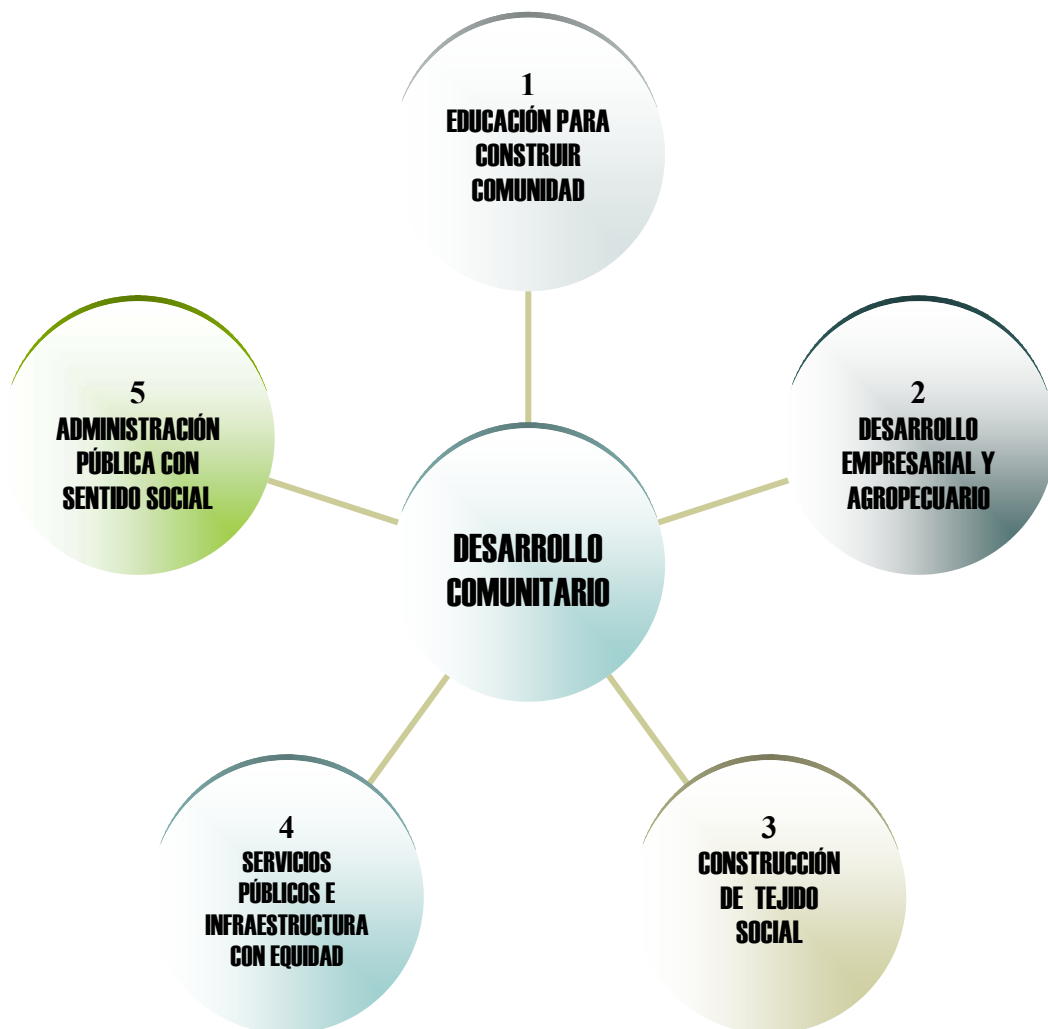 1
EDUCACIÓN PARA
CONSTRUIR
COMUNIDAD
2
DESARROLLO
EMPRESARIAL Y
AGROPECUARIO
3
CONSTRUCCIÓN
DE TEJIDO
SOCIAL
4
SERVICIOS
PÚBLICOS E
INFRAESTRUCTURA
CON EQUIDAD
5
ADMINISTRACIÓN
PÚBLICA CON
SENTIDO SOCIAL
DESARROLLO
COMUNITARIO